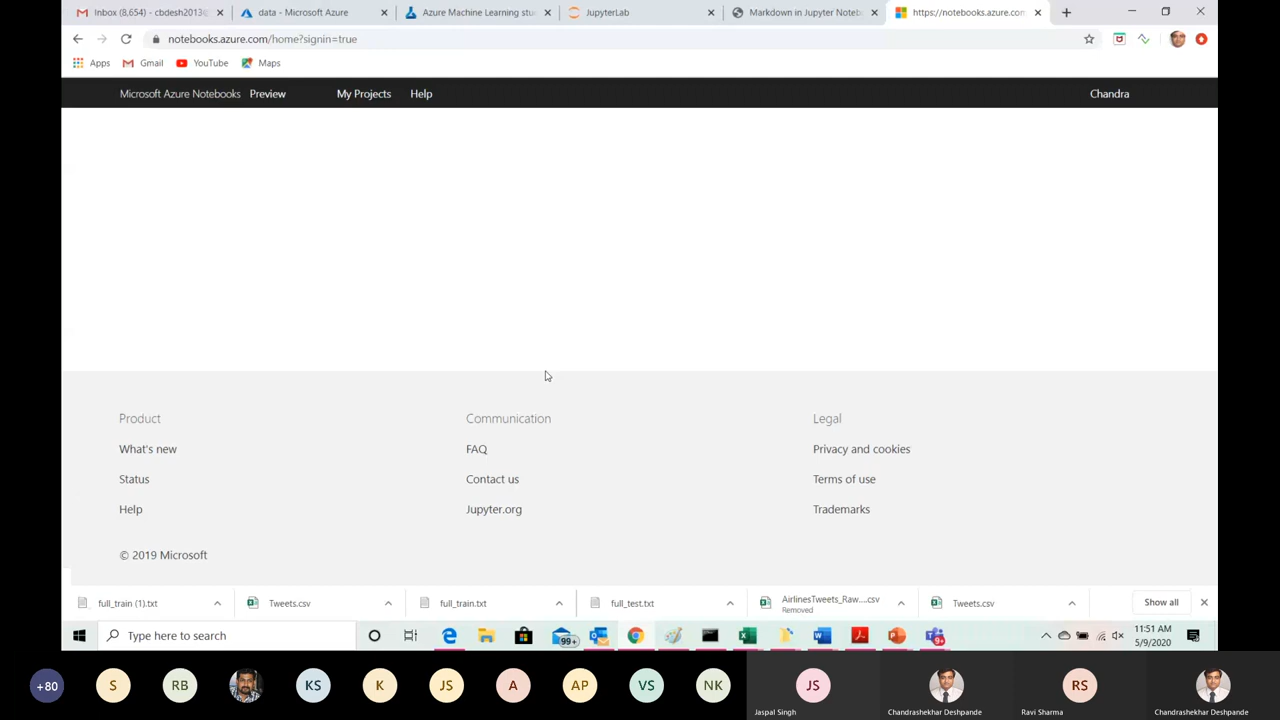 Inbox (8,654) - cbdesh2013@
data - Microsoft Azure
Azure Machine Learning stu
JupyterLab
Markdown in Jupyter Noteb
https://notebooks.azure.com
notebooks.azure.com/home?signin=true
Apps
Gmail
YouTube
Maps
Microsoft Azure Notebooks Preview
My Projects
Help
Chandra
Product
Communication
Legal
What's new
FAQ
Privacy and cookies
Status
Contact us
Terms of use
Help
Jupyter.org
Trademarks
© 2019 Microsoft
full_train (1).txt
Tweets.csv
full_train.txt
full_test.txt
AirlinesTweets_Raw....csv
Removed
Tweets.csv
Show all
Type here to search
99+
9+
11:51 AM
5/9/2020
+80
S
RB
KS
K
JS
A
AP
VS
NK
JS
RS
Jaspal Singh
Chandrashekhar Deshpande
Ravi Sharma
Chandrashekhar Deshpande